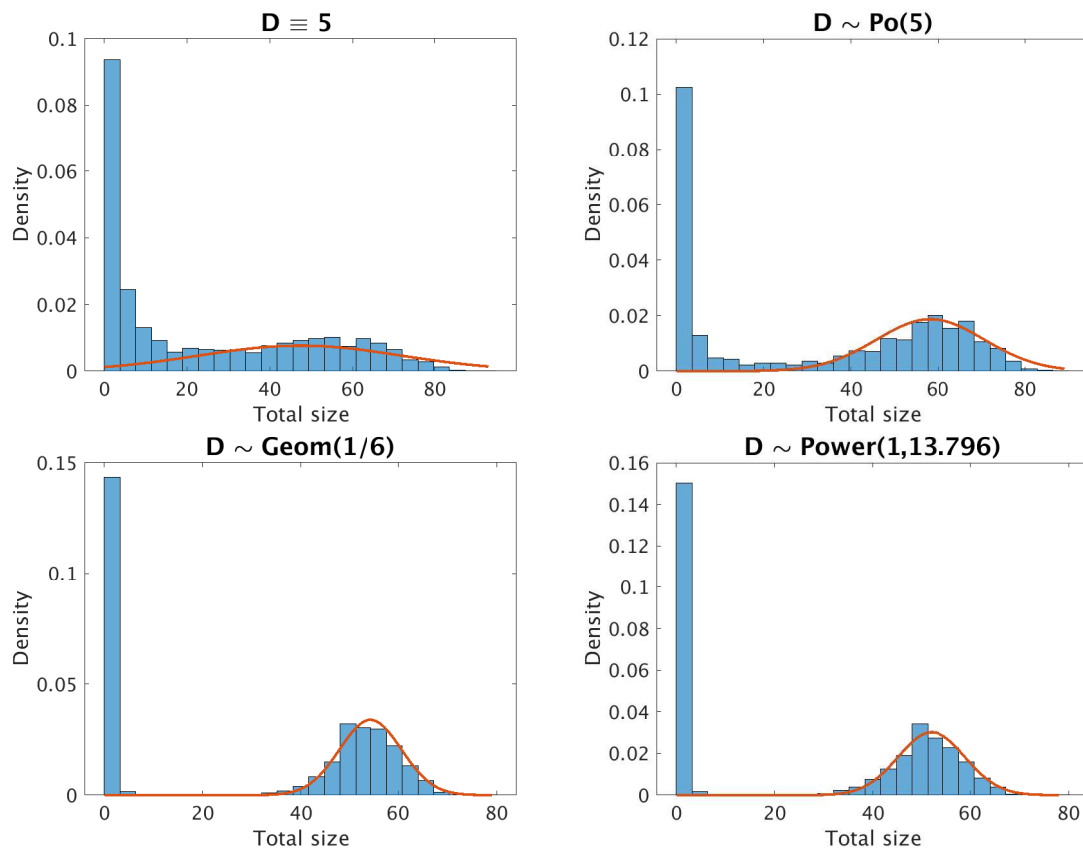 D ≡ 5
0.1
0.08
0.06
0.04
0.02
0
Density
0 20 40 60 80
Total size
D ∼ Po(5)
0.12
0.1
0.08
0.06
0.04
0.02
0
Density
0 20 40 60 80
Total size
D ∼ Geom(1/6)
0.15
0.1
0.05
0
Density
0 20 40 60 80
Total size
D ∼ Power(1,13.796)
0.16
0.14
0.12
0.1
0.08
0.06
0.04
0.02
0
Density
0 20 40 60 80
Total size